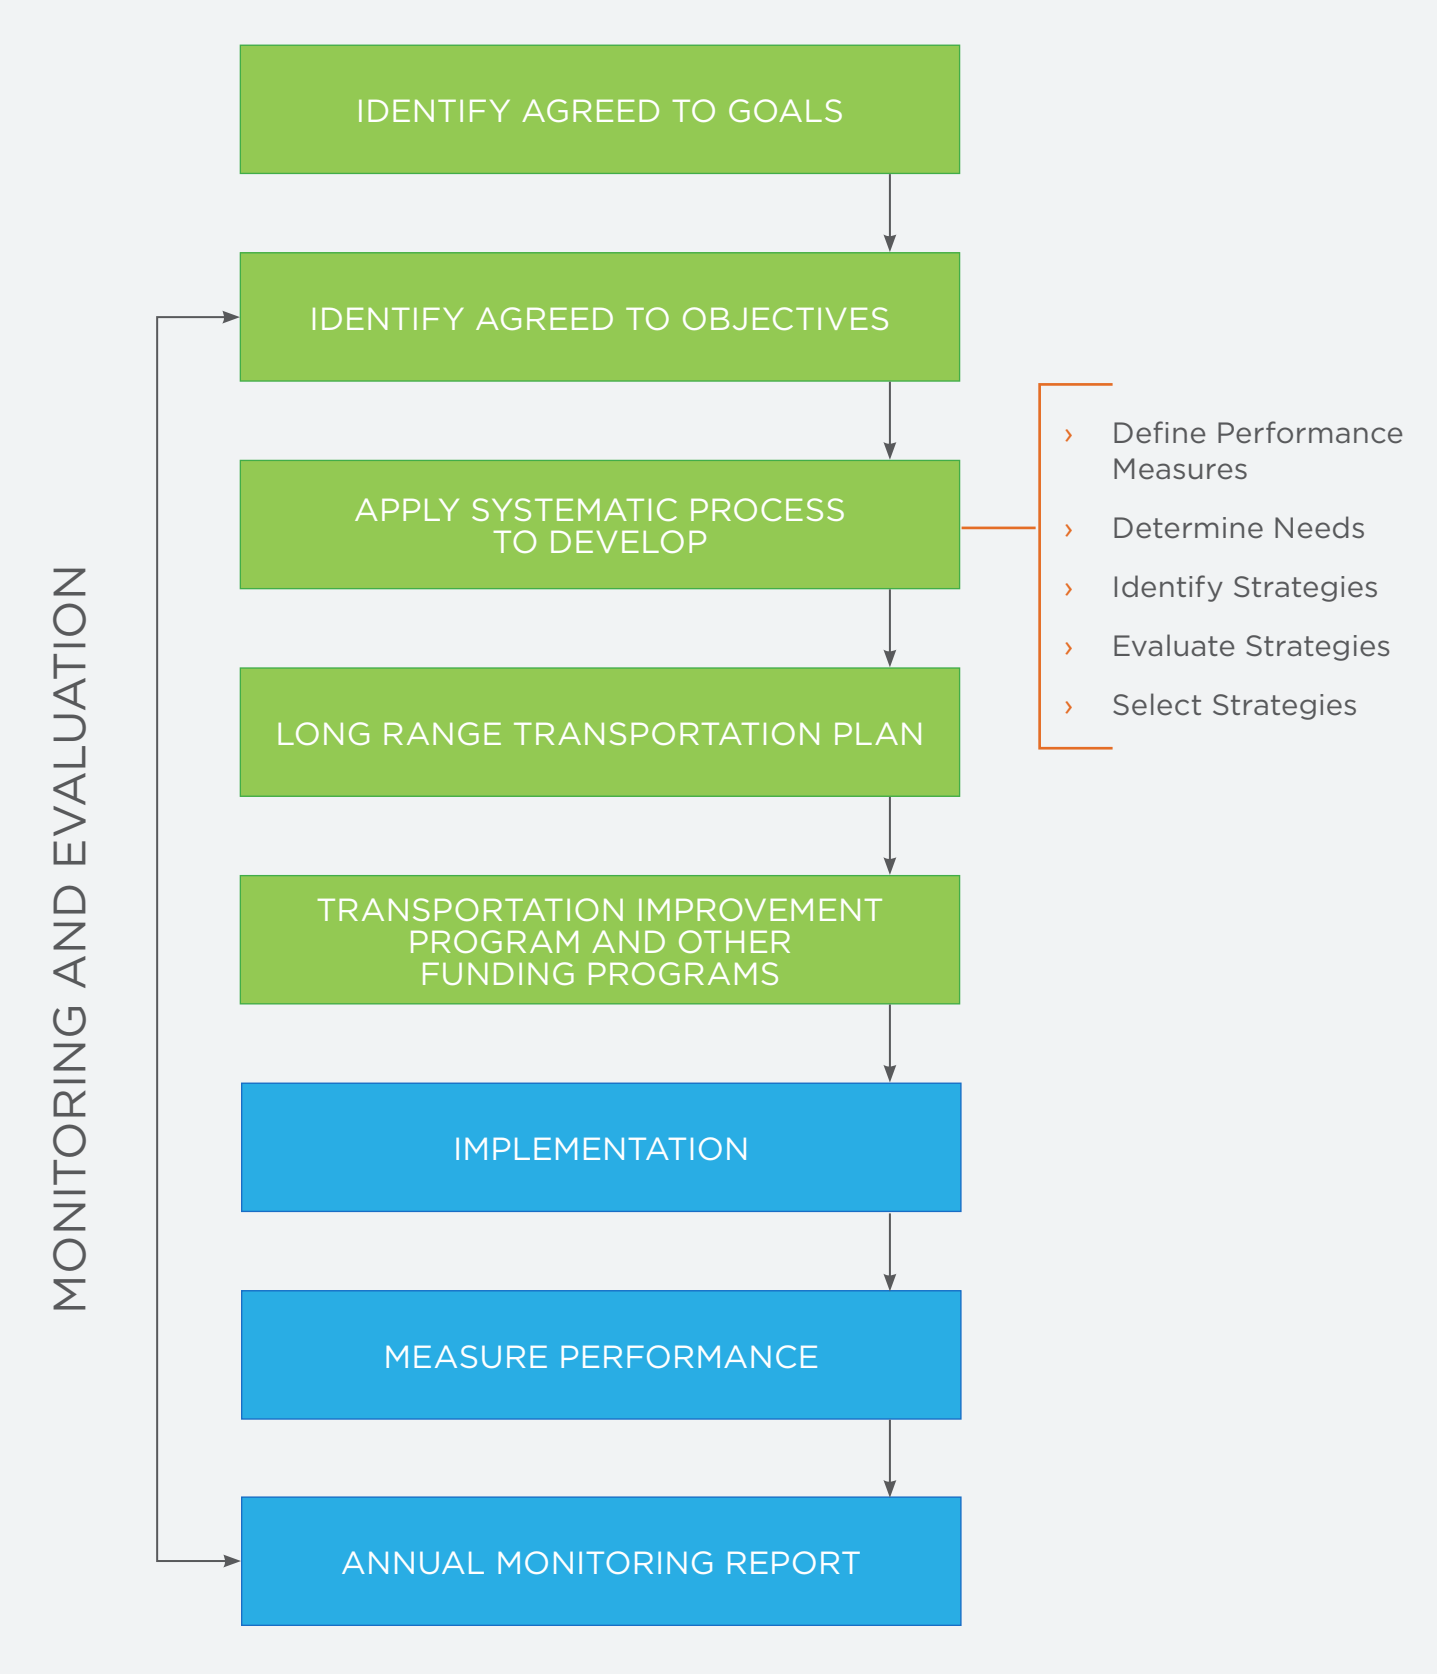 IDENTIFY AGREED TO GOALS
IDENTIFY AGREED TO OBJECTIVES
APPLY SYSTEMATIC PROCESS
TO DEVELOP
› Define Performance
Measures
› Determine Needs
› Identify Strategies
› Evaluate Strategies
› Select Strategies
LONG RANGE TRANSPORTATION PLAN
TRANSPORTATION IMPROVEMENT
PROGRAM AND OTHER
FUNDING PROGRAMS
IMPLEMENTATION
MEASURE PERFORMANCE
ANNUAL MONITORING REPORT
MONITORING AND EVALUATION